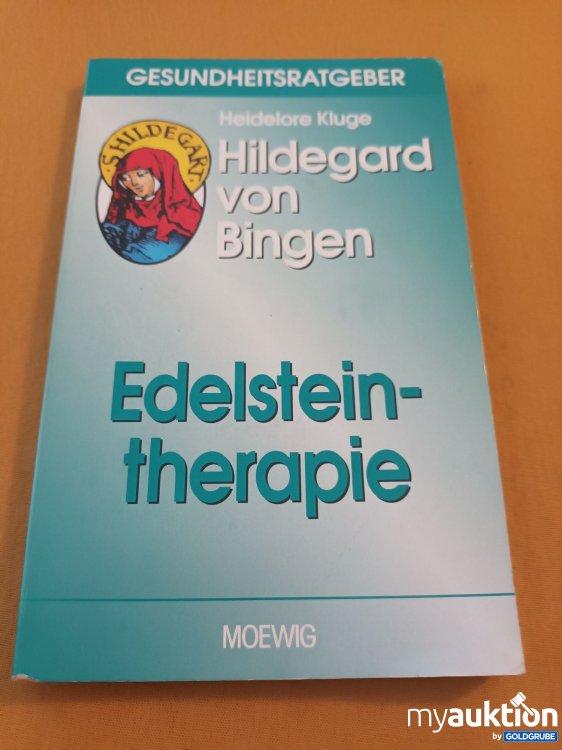 GESUNDHEITSRATGEBER
Heidelore Kluge
S HILDEGART
Hildegard
von
Bingen
Edelstein-
therapie
MOEWIG
myauktion
by GOLDGRUBE